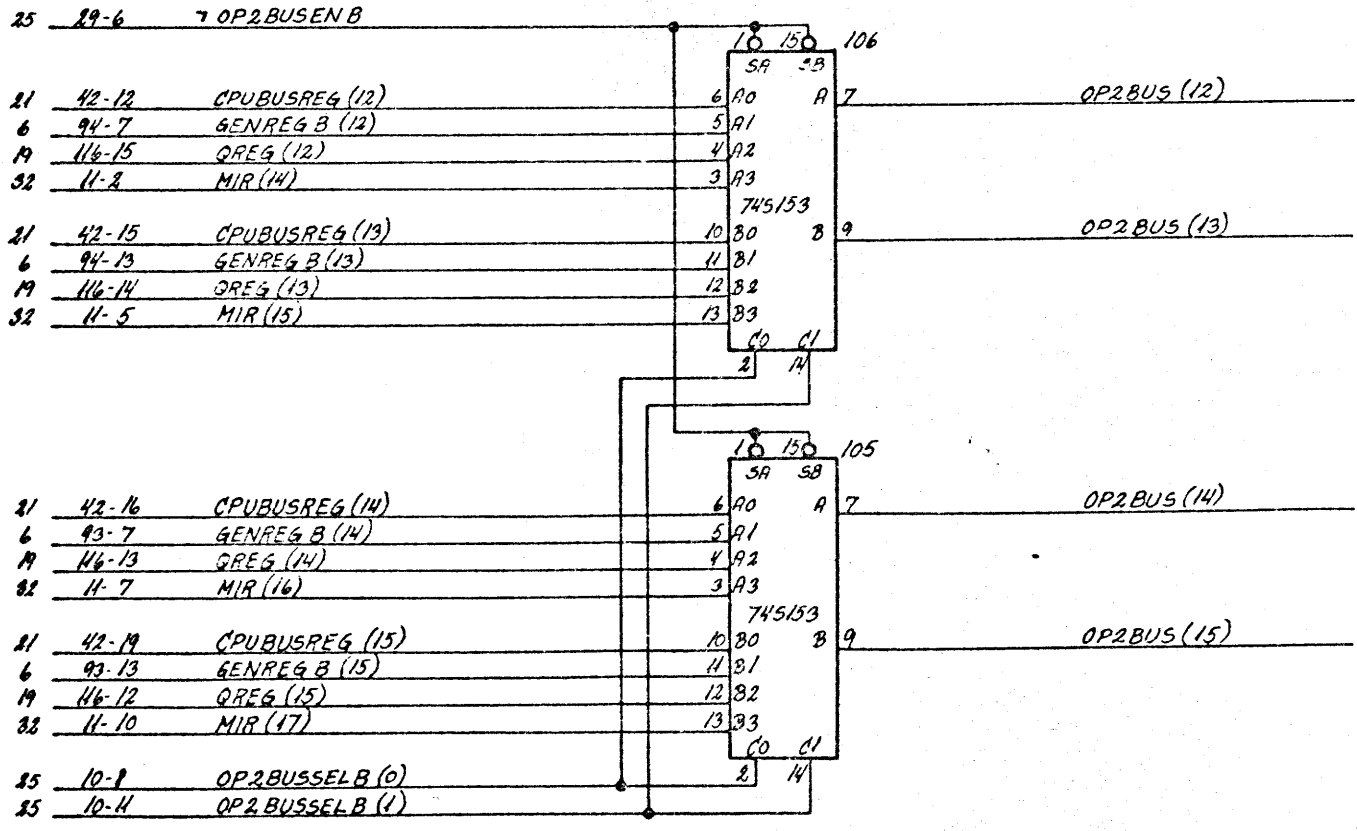 25 29-6 ¬ OP2BUSEN B
1 15 106
SA SB
21 42-12 CPUBUSREG (12) 6 A0 A 7 OP2BUS (12)
6 94-7 GENREG B (12) 5 A1
19 116-15 QREG (12) 4 A2
32 11-2 MIR (14) 3 A3
74S153
21 42-15 CPUBUSREG (13) 10 B0 B 9 OP2BUS (13)
6 94-13 GENREG B (13) 11 B1
19 116-14 QREG (13) 12 B2
32 11-5 MIR (15) 13 B3
C0 C1
2 14
1 15 105
SA SB
21 42-16 CPUBUSREG (14) 6 A0 A 7 OP2BUS (14)
6 93-7 GENREG B (14) 5 A1
19 116-13 QREG (14) 4 A2
32 11-7 MIR (16) 3 A3
74S153
21 42-19 CPUBUSREG (15) 10 B0 B 9 OP2BUS (15)
6 93-13 GENREG B (15) 11 B1
19 116-12 QREG (15) 12 B2
32 11-10 MIR (17) 13 B3
C0 C1
25 10-8 OP2BUSSEL B (0) 2 14
25 10-11 OP2BUSSEL B (1)